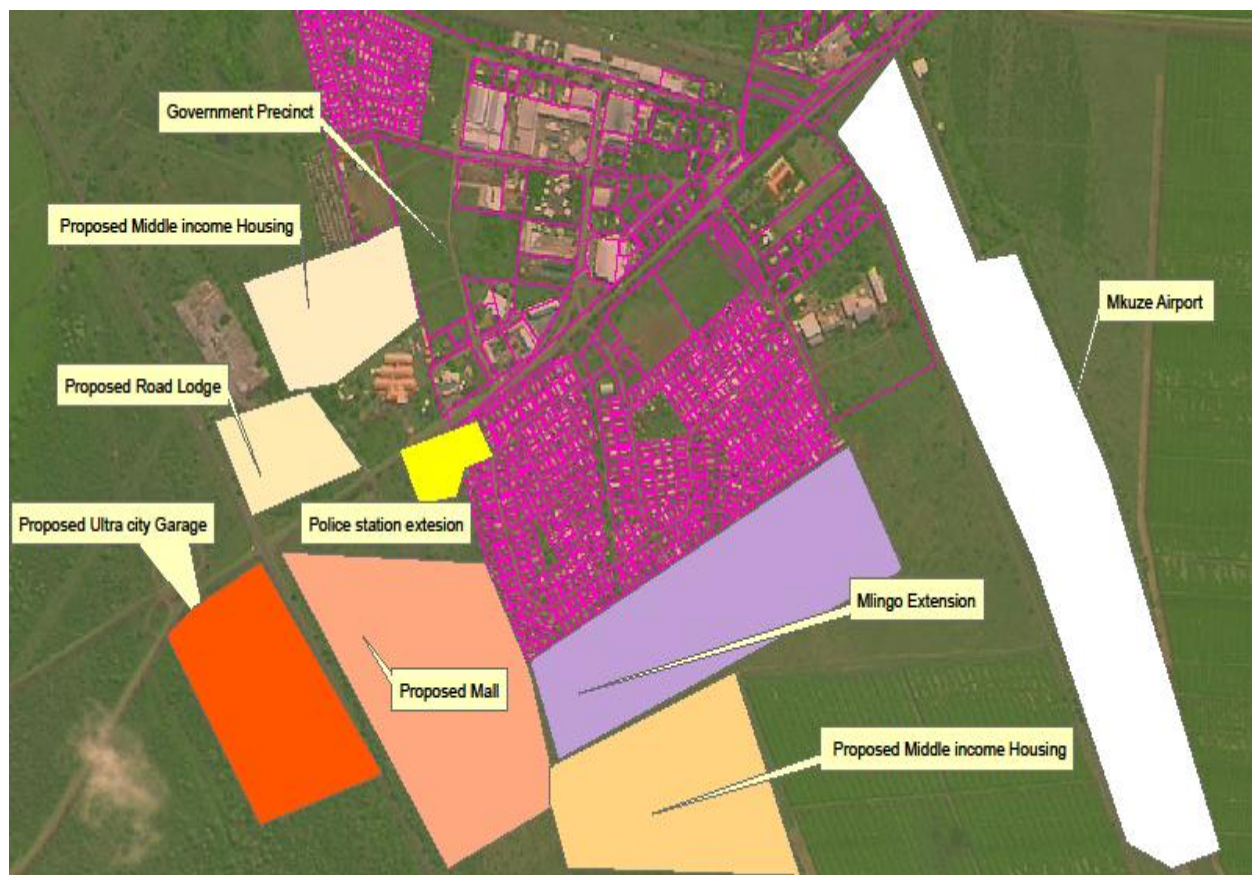 Government Precinct
Proposed Middle income Housing
Mkuze Airport
Proposed Road Lodge
Proposed Ultra city Garage
Police station extesion
Mlingo Extension
Proposed Mall
Proposed Middle income Housing